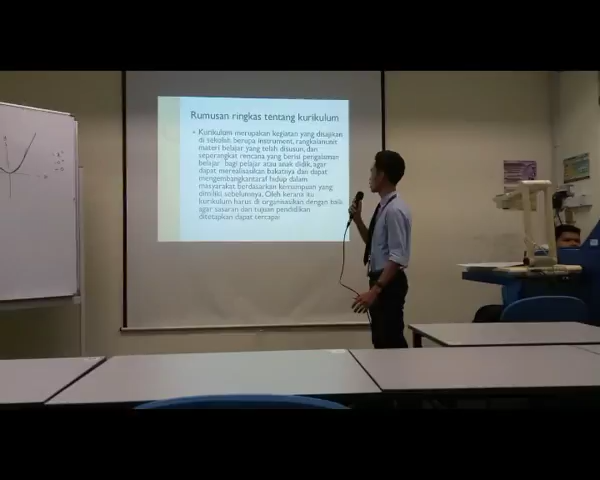 Rumusan ringkas tentang kurikulum
Kurikulum merupakan kegiatan yang disajikan
di sekolah, berupa instrument, rangkaianunit
materi belajar yang telah disusun, dan
seperangkat rencana yang berisi pengalaman
belajar bagi pelajar atau anak didik, agar
dapat merealisasikan bakatnya dan dapat
mengembangkantaraf hidup dalam
masyarakat berdasarkan kemampuan yang
dimiliki sebelumnya. Oleh kerana itu
kurikulum harus di organisasikan dengan baik
agar sasaran dan tujuan pendidikan
ditetapkan dapat tercapai